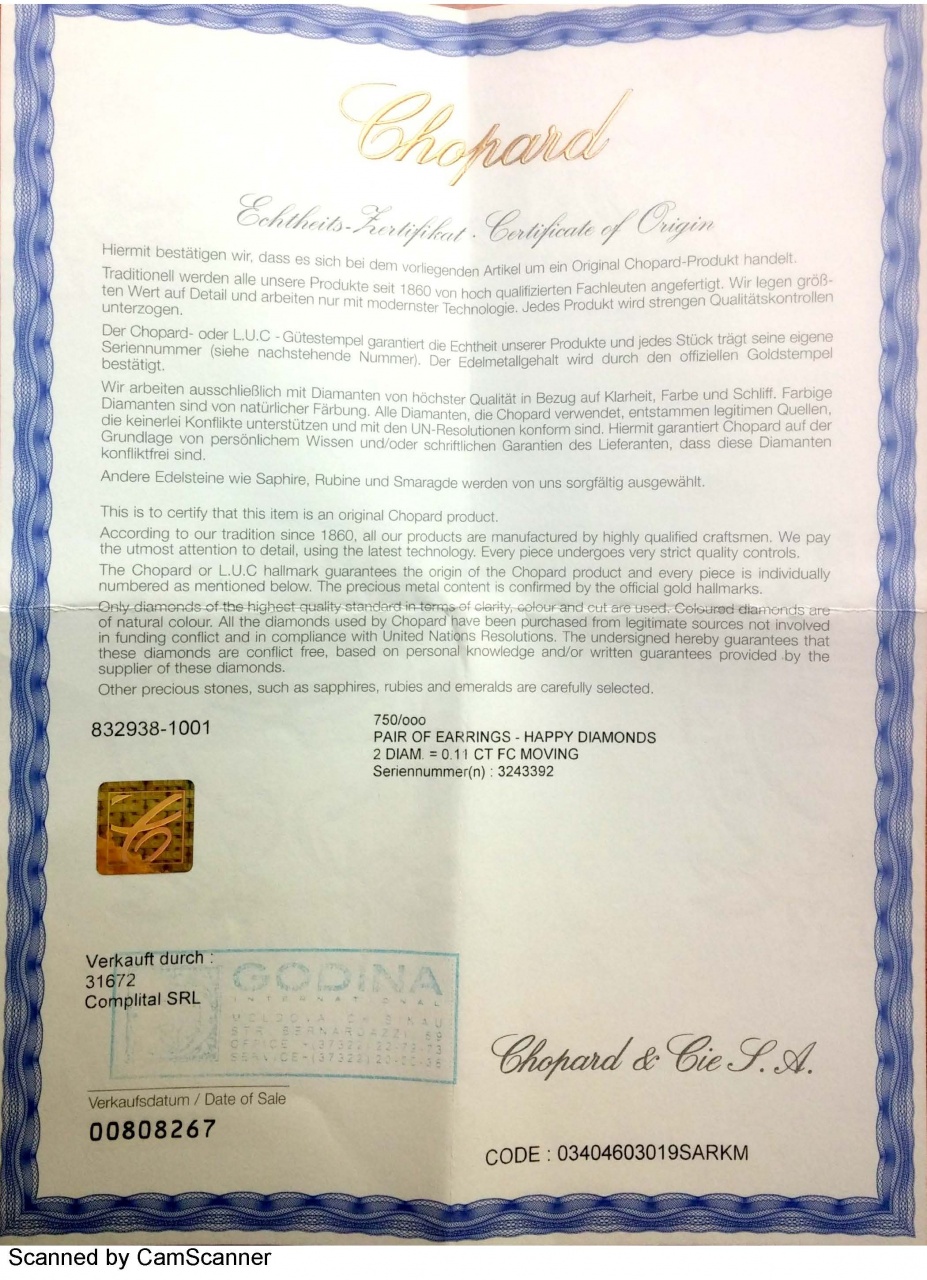 Chopard
Echtheits-Zertifikat · Certificate of Origin
Hiermit bestätigen wir, dass es sich bei dem vorliegenden Artikel um ein Original Chopard-Produkt handelt.
Traditionell werden alle unsere Produkte seit 1860 von hoch qualifizierten Fachleuten angefertigt. Wir legen größ-
ten Wert auf Detail und arbeiten nur mit modernster Technologie. Jedes Produkt wird strengen Qualitätskontrollen
unterzogen.
Der Chopard- oder L.U.C - Gütestempel garantiert die Echtheit unserer Produkte und jedes Stück trägt seine eigene
Seriennummer (siehe nachstehende Nummer). Der Edelmetallgehalt wird durch den offiziellen Goldstempel
bestätigt.
Wir arbeiten ausschließlich mit Diamanten von höchster Qualität in Bezug auf Klarheit, Farbe und Schliff. Farbige
Diamanten sind von natürlicher Färbung. Alle Diamanten, die Chopard verwendet, entstammen legitimen Quellen,
die keinerlei Konflikte unterstützen und mit den UN-Resolutionen konform sind. Hiermit garantiert Chopard auf der
Grundlage von persönlichem Wissen und/oder schriftlichen Garantien des Lieferanten, dass diese Diamanten
konfliktfrei sind.
Andere Edelsteine wie Saphire, Rubine und Smaragde werden von uns sorgfältig ausgewählt.
This is to certify that this item is an original Chopard product.
According to our tradition since 1860, all our products are manufactured by highly qualified craftsmen. We pay
the utmost attention to detail, using the latest technology. Every piece undergoes very strict quality controls.
The Chopard or L.U.C hallmark guarantees the origin of the Chopard product and every piece is individually
numbered as mentioned below. The precious metal content is confirmed by the official gold hallmarks.
Only diamonds of the highest quality standard in terms of clarity, colour and cut are used. Coloured diamonds are
of natural colour. All the diamonds used by Chopard have been purchased from legitimate sources not involved
in funding conflict and in compliance with United Nations Resolutions. The undersigned hereby guarantees that
these diamonds are conflict free, based on personal knowledge and/or written guarantees provided by the
supplier of these diamonds.
Other precious stones, such as sapphires, rubies and emeralds are carefully selected.
832938-1001
750/ooo
PAIR OF EARRINGS - HAPPY DIAMONDS
2 DIAM. = 0.11 CT FC MOVING
Seriennummer(n) : 3243392
Verkauft durch :
31672
Complital SRL
GODINA
INTERNATIONAL
MOLDOVA, CHISINAU
Chopard & Cie S.A.
Verkaufsdatum / Date of Sale
00808267
CODE : 03404603019SARKM
Scanned by CamScanner